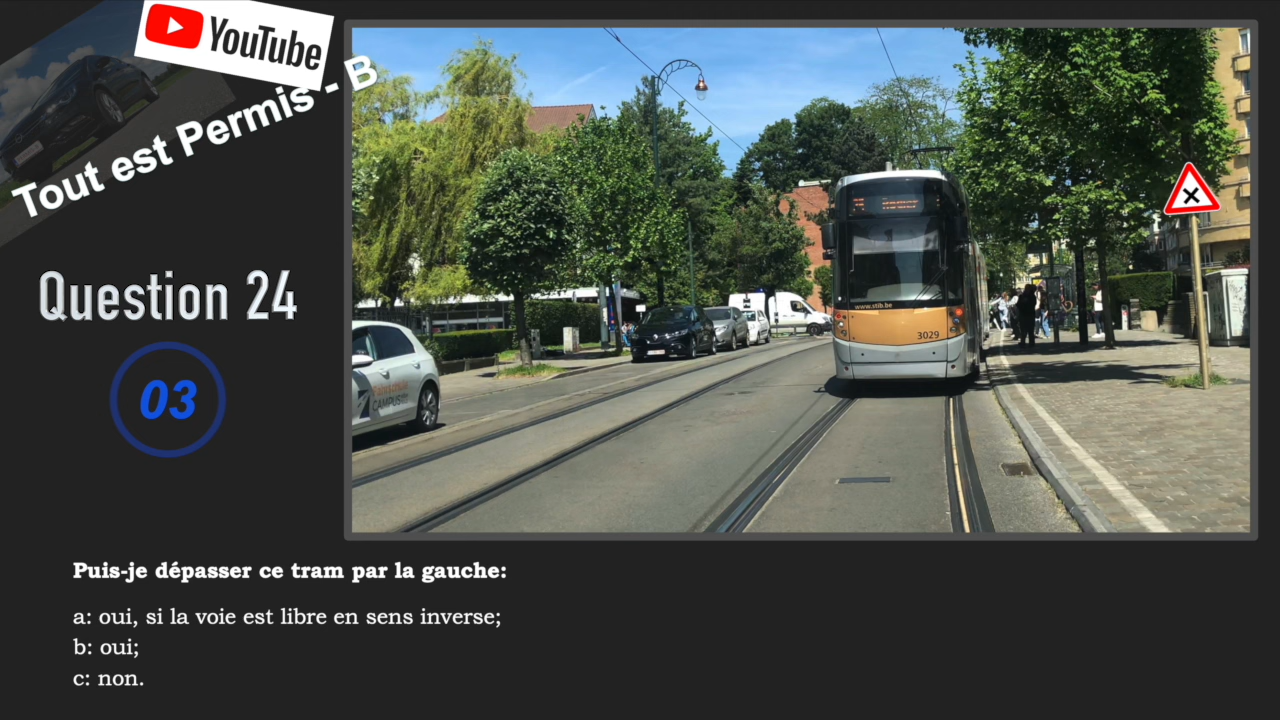 YouTube
Tout est Permis - B
Question 24
03
www.stib.be
3029
CAMPUS
Puis-je dépasser ce tram par la gauche:
a: oui, si la voie est libre en sens inverse;
b: oui;
c: non.